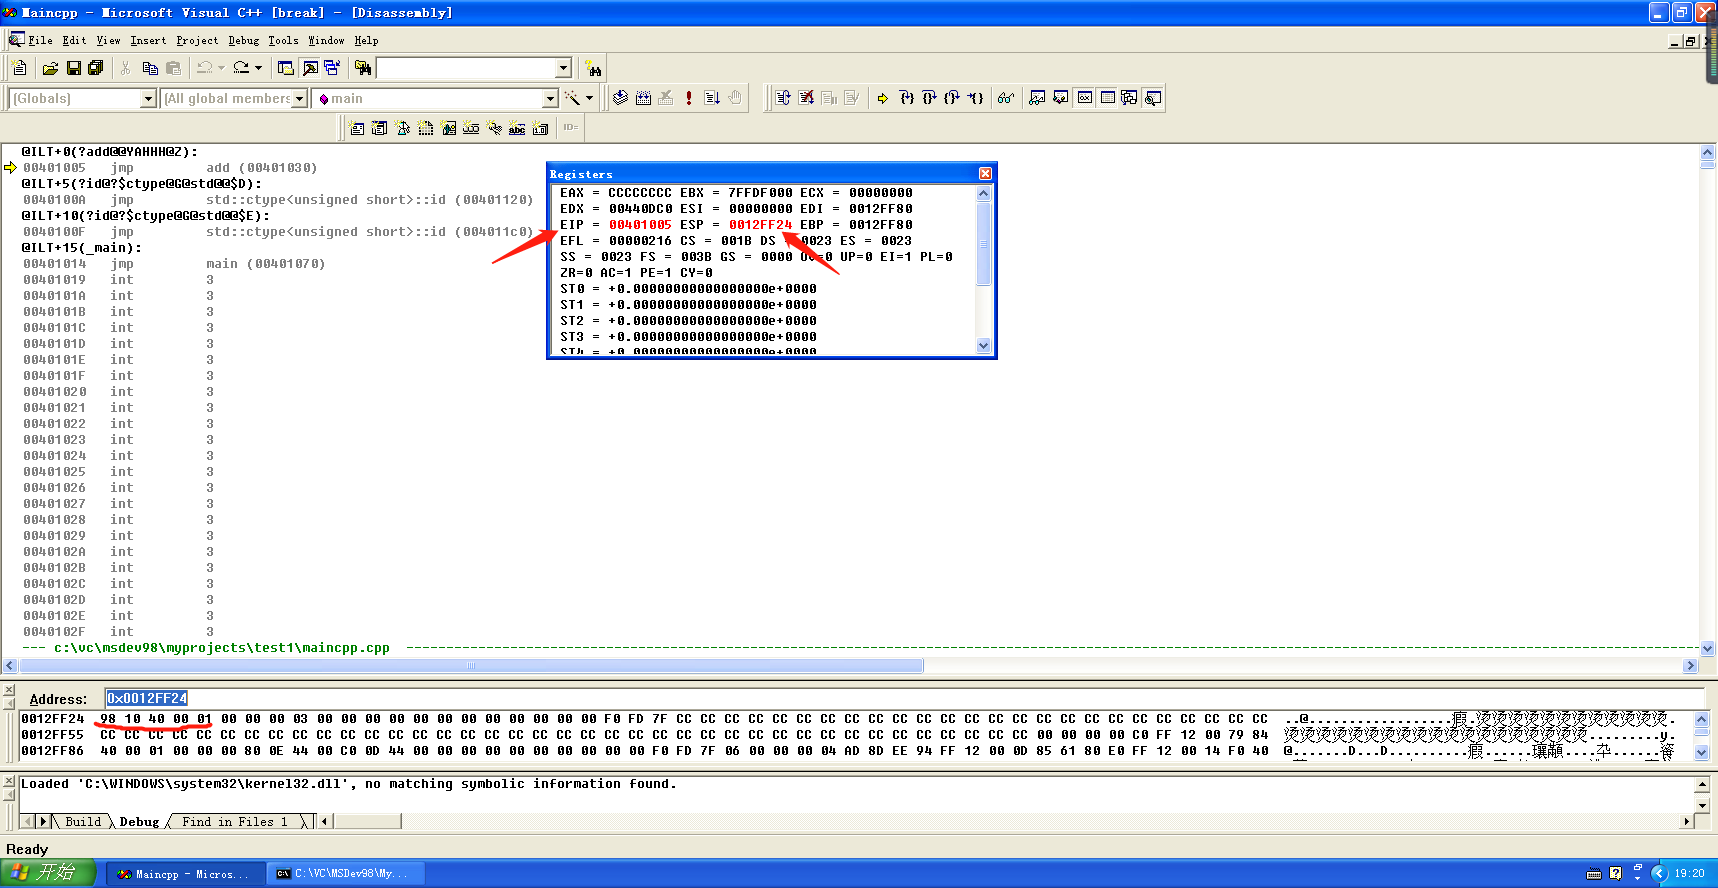 Maincpp - Microsoft Visual C++ [break] - [Disassembly]
File Edit View Insert Project Debug Tools Window Help
(Globals) (All global members main
ID=
@ILT+0(?add@@YAHHH@Z):
00401005 jmp add (00401030)
@ILT+5(?id@?$ctype@G@std@@$D):
0040100A jmp std::ctype<unsigned short>::id (00401120)
@ILT+10(?id@?$ctype@G@std@@$E):
0040100F jmp std::ctype<unsigned short>::id (004011c0)
@ILT+15(_main):
00401014 jmp main (00401070)
00401019 int 3
0040101A int 3
0040101B int 3
0040101C int 3
0040101D int 3
0040101E int 3
0040101F int 3
00401020 int 3
00401021 int 3
00401022 int 3
00401023 int 3
00401024 int 3
00401025 int 3
00401026 int 3
00401027 int 3
00401028 int 3
00401029 int 3
0040102A int 3
0040102B int 3
0040102C int 3
0040102D int 3
0040102E int 3
0040102F int 3
--- c:\vc\msdev98\myprojects\test1\maincpp.cpp
Registers
EAX = CCCCCCCC EBX = 7FFDF000 ECX = 00000000
EDX = 00440DC0 ESI = 00000000 EDI = 0012FF80
EIP = 00401005 ESP = 0012FF24 EBP = 0012FF80
EFL = 00000216 CS = 001B DS = 0023 ES = 0023
SS = 0023 FS = 003B GS = 0000 OV=0 UP=0 EI=1 PL=0
ZR=0 AC=1 PE=1 CY=0
ST0 = +0.00000000000000000e+0000
ST1 = +0.00000000000000000e+0000
ST2 = +0.00000000000000000e+0000
ST3 = +0.00000000000000000e+0000
ST4 = +0.00000000000000000e+0000
Address: 0x0012FF24
0012FF24 98 10 40 00 01 00 00 00 03 00 00 00 00 00 00 00 00 00 00 00 00 F0 FD 7F CC CC CC CC CC CC CC CC CC CC CC CC CC CC CC CC CC CC CC CC CC CC CC CC CC
0012FF55 CC CC CC CC CC CC CC CC CC CC CC CC CC CC CC CC CC CC CC CC CC CC CC CC CC CC CC CC CC CC CC CC CC CC CC CC CC CC CC 00 00 00 00 C0 FF 12 00 79 84
0012FF86 40 00 01 00 00 00 80 0E 44 00 C0 0D 44 00 00 00 00 00 00 00 00 00 00 F0 FD 7F 06 00 00 00 04 AD 8D EE 94 FF 12 00 0D 85 61 80 E0 FF 12 00 14 F0 40
Loaded 'C:\WINDOWS\system32\kernel32.dll', no matching symbolic information found.
Build Debug Find in Files 1
Ready
开始 Maincpp - Micros... C:\VC\MSDev98\My... 19:20